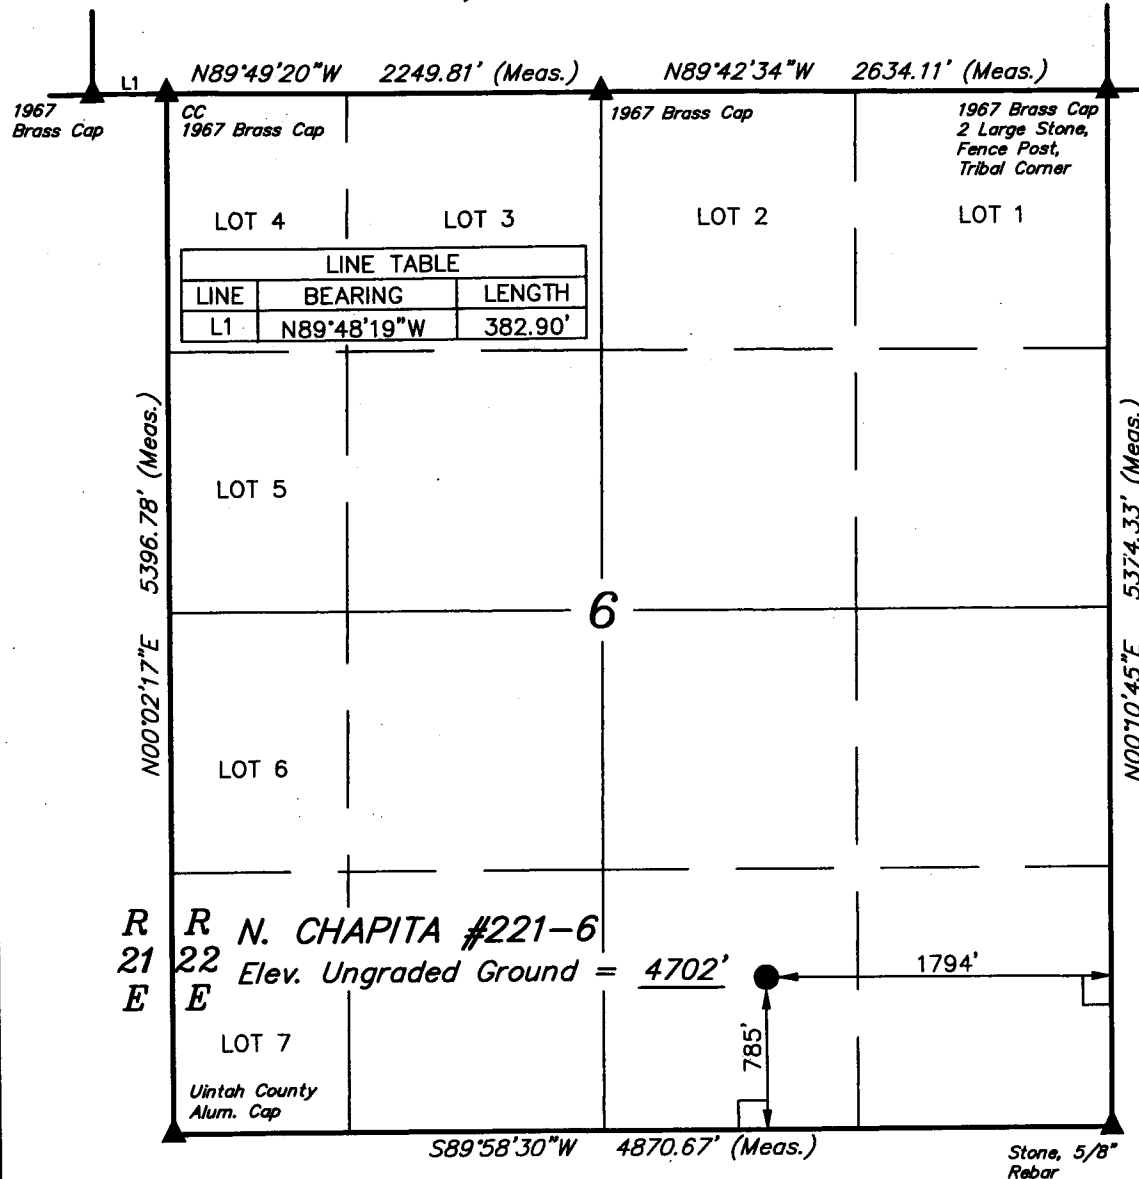 N89°49'20"W 2249.81' (Meas.) N89°42'34"W 2634.11' (Meas.)
L1
1967
Brass Cap
CC
1967 Brass Cap
1967 Brass Cap
1967 Brass Cap
2 Large Stone,
Fence Post,
Tribal Corner
LOT 4 LOT 3 LOT 2 LOT 1
LINE TABLE
LINE BEARING LENGTH
L1 N89°48'19"W 382.90'
N00°02'17"E 5396.78' (Meas.)
N00°10'45"E 5374.33' (Meas.)
LOT 5
6
LOT 6
R R
21 22
E E
N. CHAPITA #221-6
Elev. Ungraded Ground = 4702'
1794'
785'
LOT 7
Uintah County
Alum. Cap
S89°58'30"W 4870.67' (Meas.)
Stone, 5/8"
Rebar